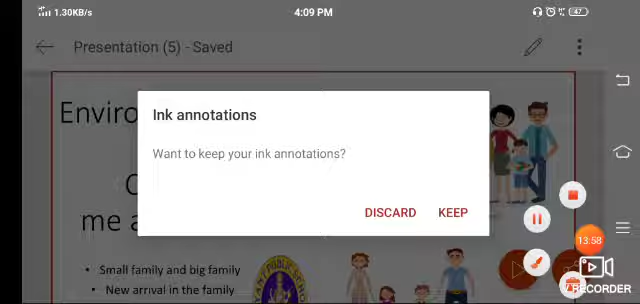 1.30KB/s 4:09 PM 47
Presentation (5) - Saved
Enviro
Ink annotations
Want to keep your ink annotations?
me a
DISCARD KEEP
13:58
• Small family and big family
• New arrival in the family
RECORDER